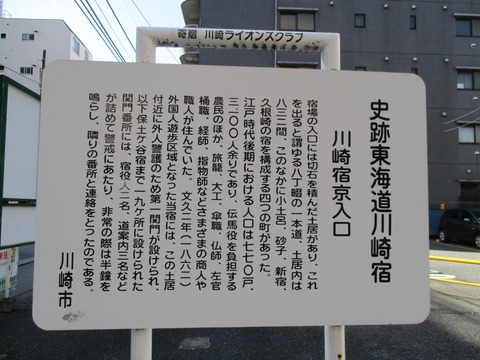 寄贈 川崎ライオンズクラブ
史跡東海道川崎宿
川崎宿京入口
宿場の入口には切石を積んだ土居があり、これ
を出ると謂ゆる八丁畷の一本道、土居内は
八三三間、このなかに小土呂、砂子、新宿、
久根崎の宿を構成する四つの町があった。
江戸時代後期における人口は七七〇戸、
三一〇〇人余りであり、伝馬役を負担する
農民のほか、旅籠、大工、傘職、仏師、左官
桶職、経師、指物師などさまざまの商人や
職人が住んでいた。文久二年(一八六二)
外国人遊歩区域となった当宿には、この土居
付近に外人警護のため第一関門が設けられ、
以下保土ヶ谷宿まで一九ヶ所に設けられた
関門番所には、宿役人二名、道案内三名など
が詰めて警戒にあたり、非常の際は半鐘を
鳴らし、隣りの番所と連絡をとったのである。
川崎市